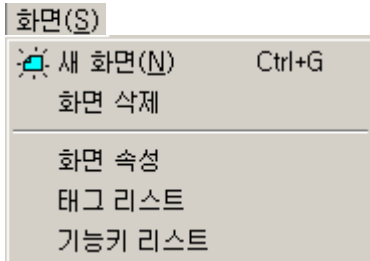 화면(S)
새 화면(N) Ctrl+G
화면 삭제
화면 속성
태그 리스트
기능키 리스트